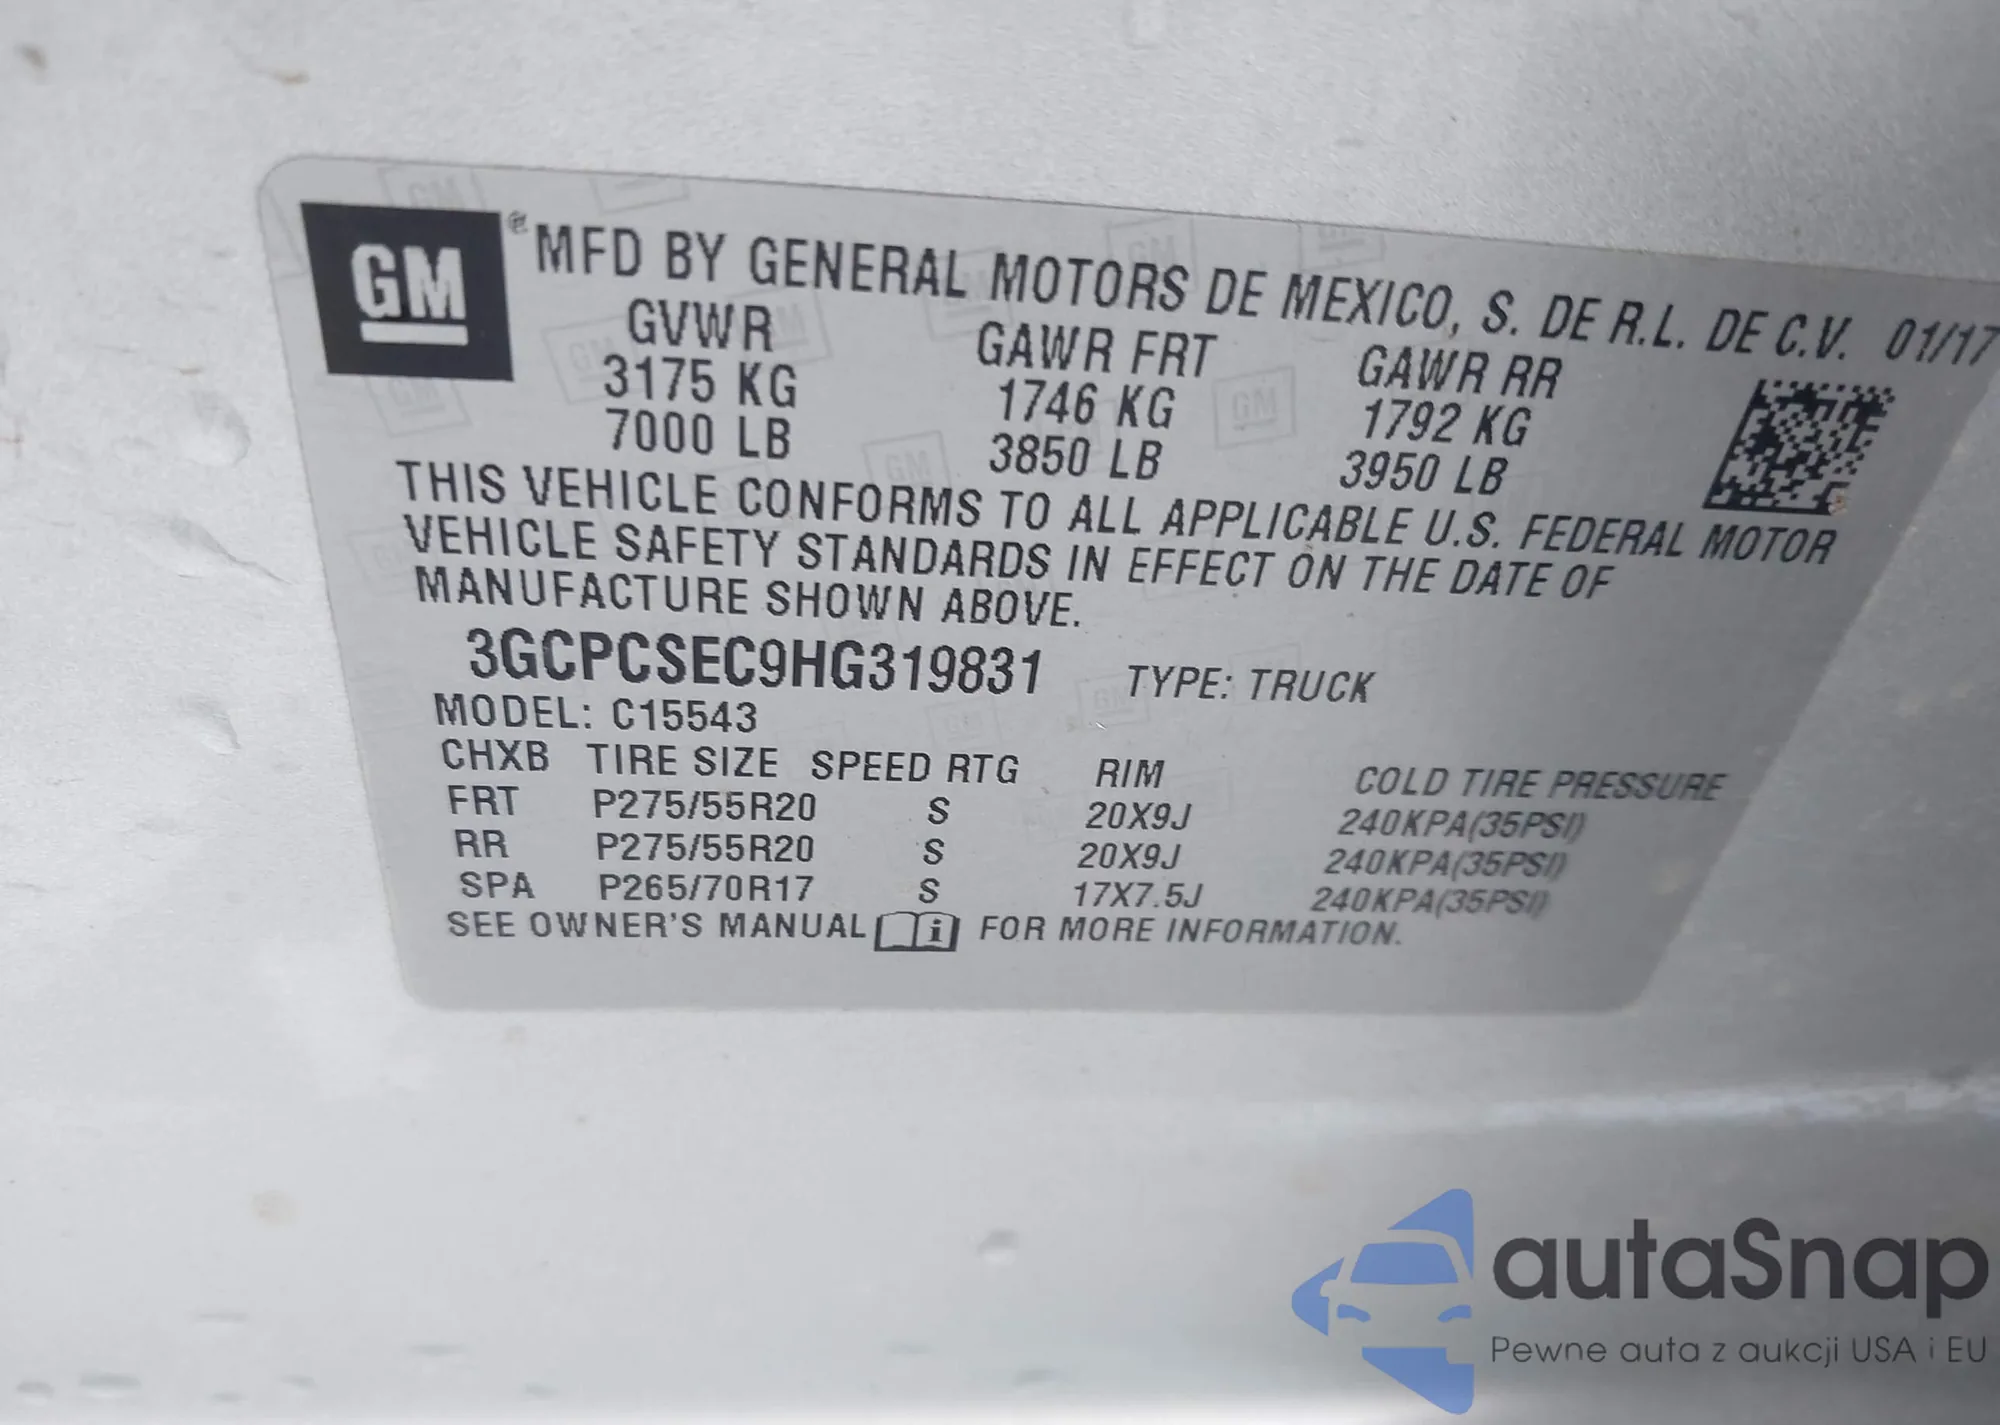 GM ® MFD BY GENERAL MOTORS DE MEXICO, S. DE R.L. DE C.V. 01/17
GVWR GAWR FRT GAWR RR
3175 KG 1746 KG 1792 KG
7000 LB 3850 LB 3950 LB
THIS VEHICLE CONFORMS TO ALL APPLICABLE U.S. FEDERAL MOTOR
VEHICLE SAFETY STANDARDS IN EFFECT ON THE DATE OF
MANUFACTURE SHOWN ABOVE.
3GCPCSEC9HG319831 TYPE: TRUCK
MODEL: C15543
CHXB TIRE SIZE SPEED RTG RIM COLD TIRE PRESSURE
FRT P275/55R20 S 20X9J 240KPA(35PSI)
RR P275/55R20 S 20X9J 240KPA(35PSI)
SPA P265/70R17 S 17X7.5J 240KPA(35PSI)
SEE OWNER'S MANUAL i FOR MORE INFORMATION.
autaSnap
Pewne auta z aukcji USA i EU